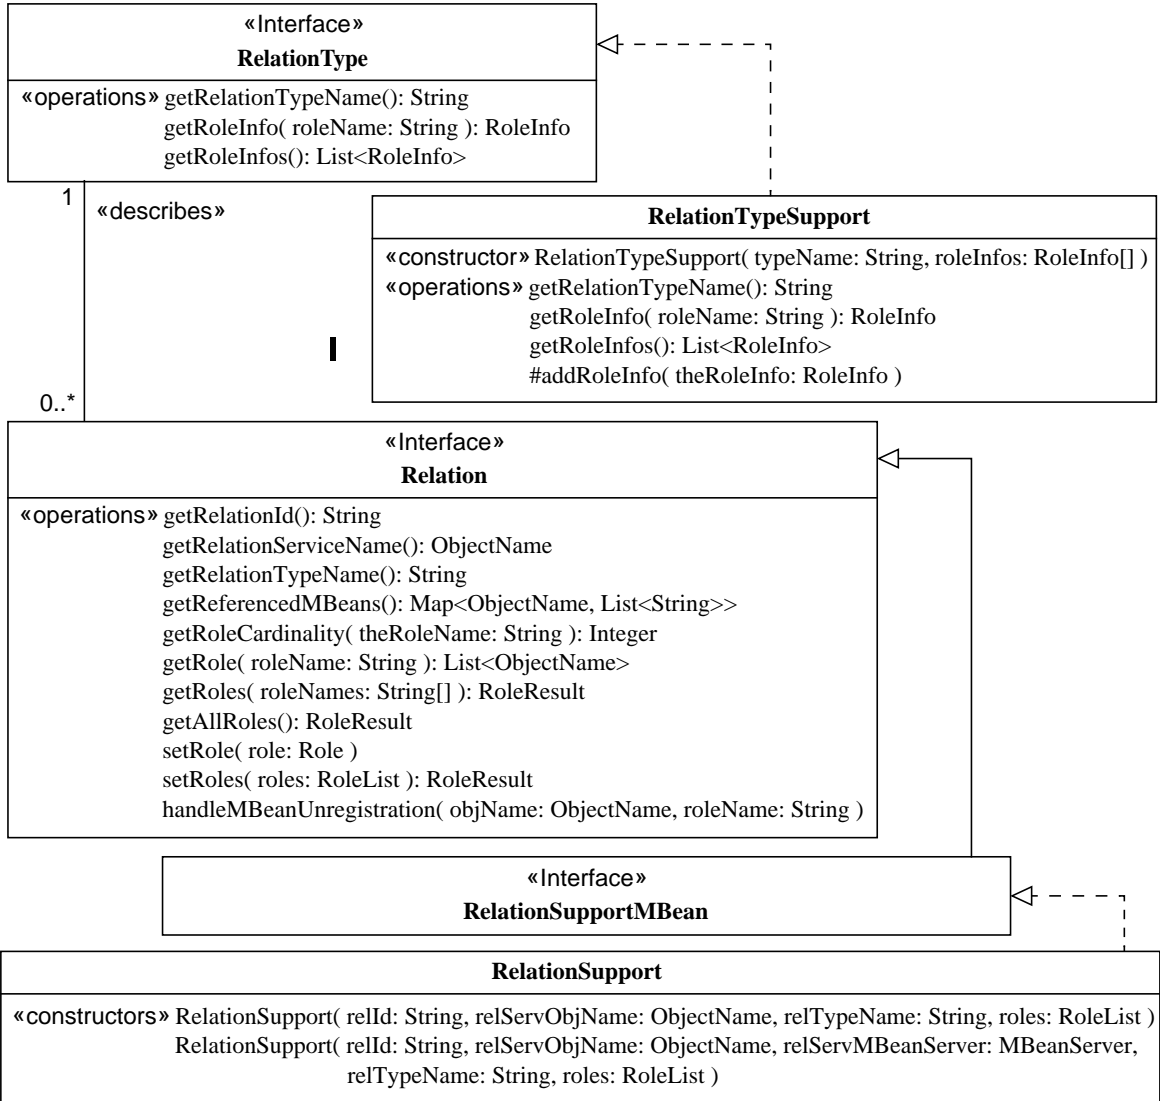 «Interface»
RelationType
«operations» getRelationTypeName(): String
getRoleInfo( roleName: String ): RoleInfo
getRoleInfos(): List<RoleInfo>
1
«describes»
RelationTypeSupport
«constructor» RelationTypeSupport( typeName: String, roleInfos: RoleInfo[] )
«operations» getRelationTypeName(): String
getRoleInfo( roleName: String ): RoleInfo
getRoleInfos(): List<RoleInfo>
#addRoleInfo( theRoleInfo: RoleInfo )
0..*
«Interface»
Relation
«operations» getRelationId(): String
getRelationServiceName(): ObjectName
getRelationTypeName(): String
getReferencedMBeans(): Map<ObjectName, List<String>>
getRoleCardinality( theRoleName: String ): Integer
getRole( roleName: String ): List<ObjectName>
getRoles( roleNames: String[] ): RoleResult
getAllRoles(): RoleResult
setRole( role: Role )
setRoles( roles: RoleList ): RoleResult
handleMBeanUnregistration( objName: ObjectName, roleName: String )
«Interface»
RelationSupportMBean
RelationSupport
«constructors» RelationSupport( relId: String, relServObjName: ObjectName, relTypeName: String, roles: RoleList )
RelationSupport( relId: String, relServObjName: ObjectName, relServMBeanServer: MBeanServer,
relTypeName: String, roles: RoleList )